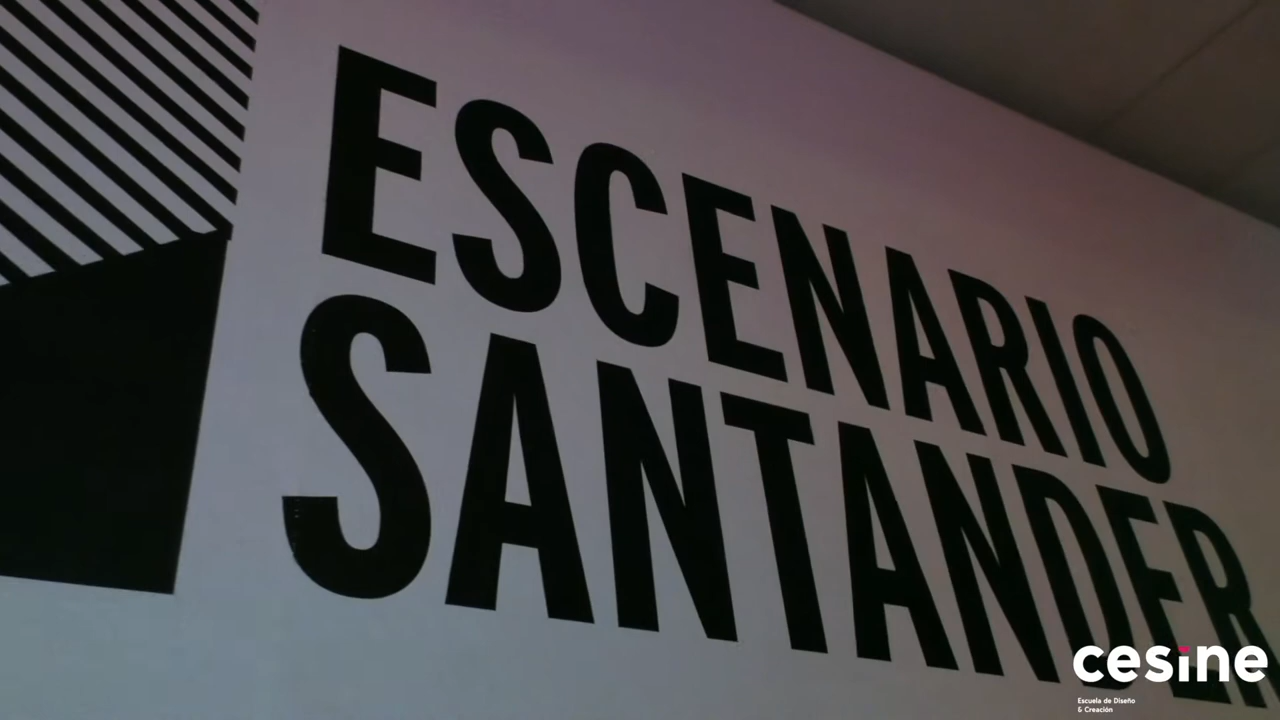 ESCENARIO
SANTANDER
cesine
Escuela de Diseño
& Creación